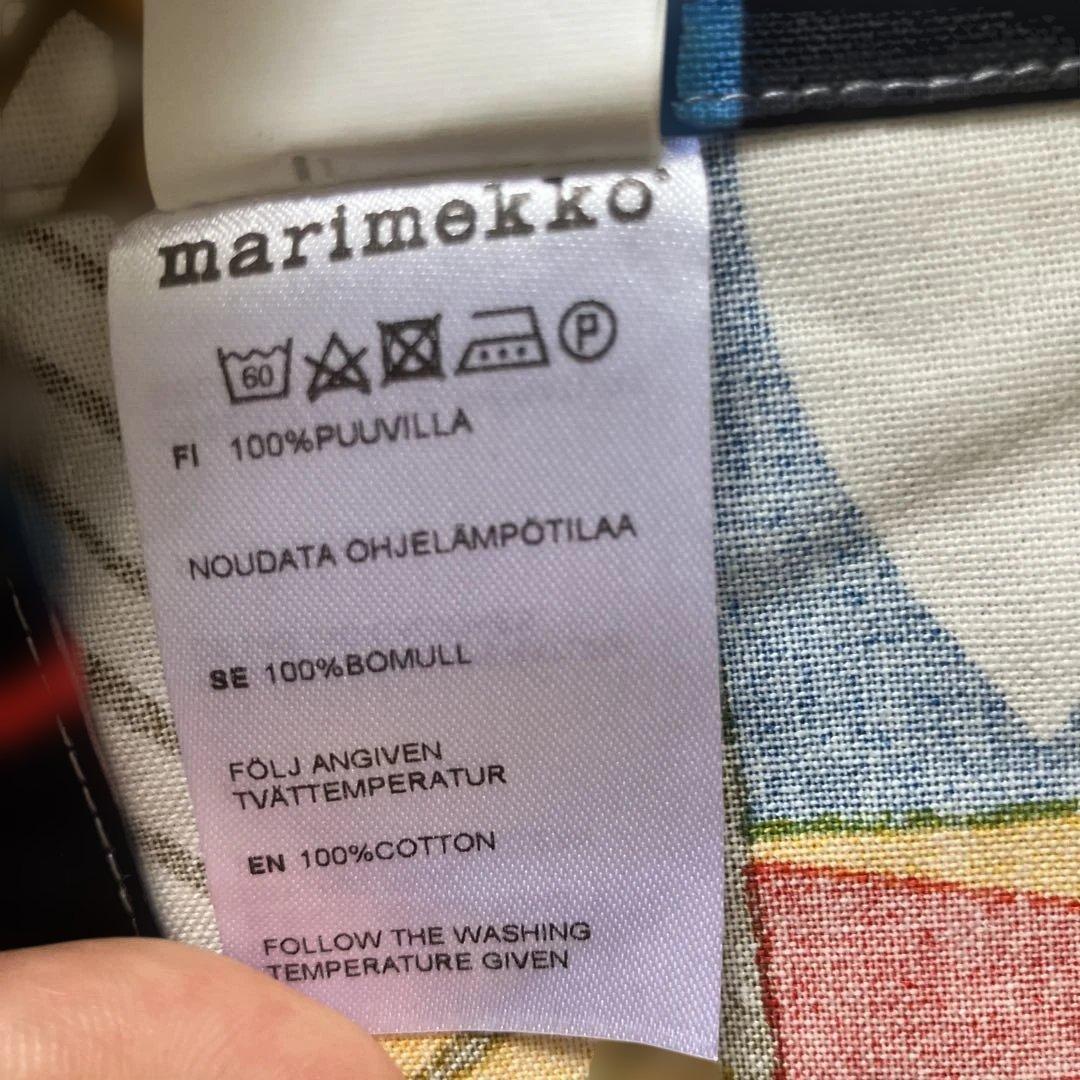 marimekko®
60 P
FI 100%PUUVILLA
NOUDATA OHJELÄMPÖTILAA
SE 100%BOMULL
FÖLJ ANGIVEN
TVÄTTEMPERATUR
EN 100%COTTON
FOLLOW THE WASHING
TEMPERATURE GIVEN